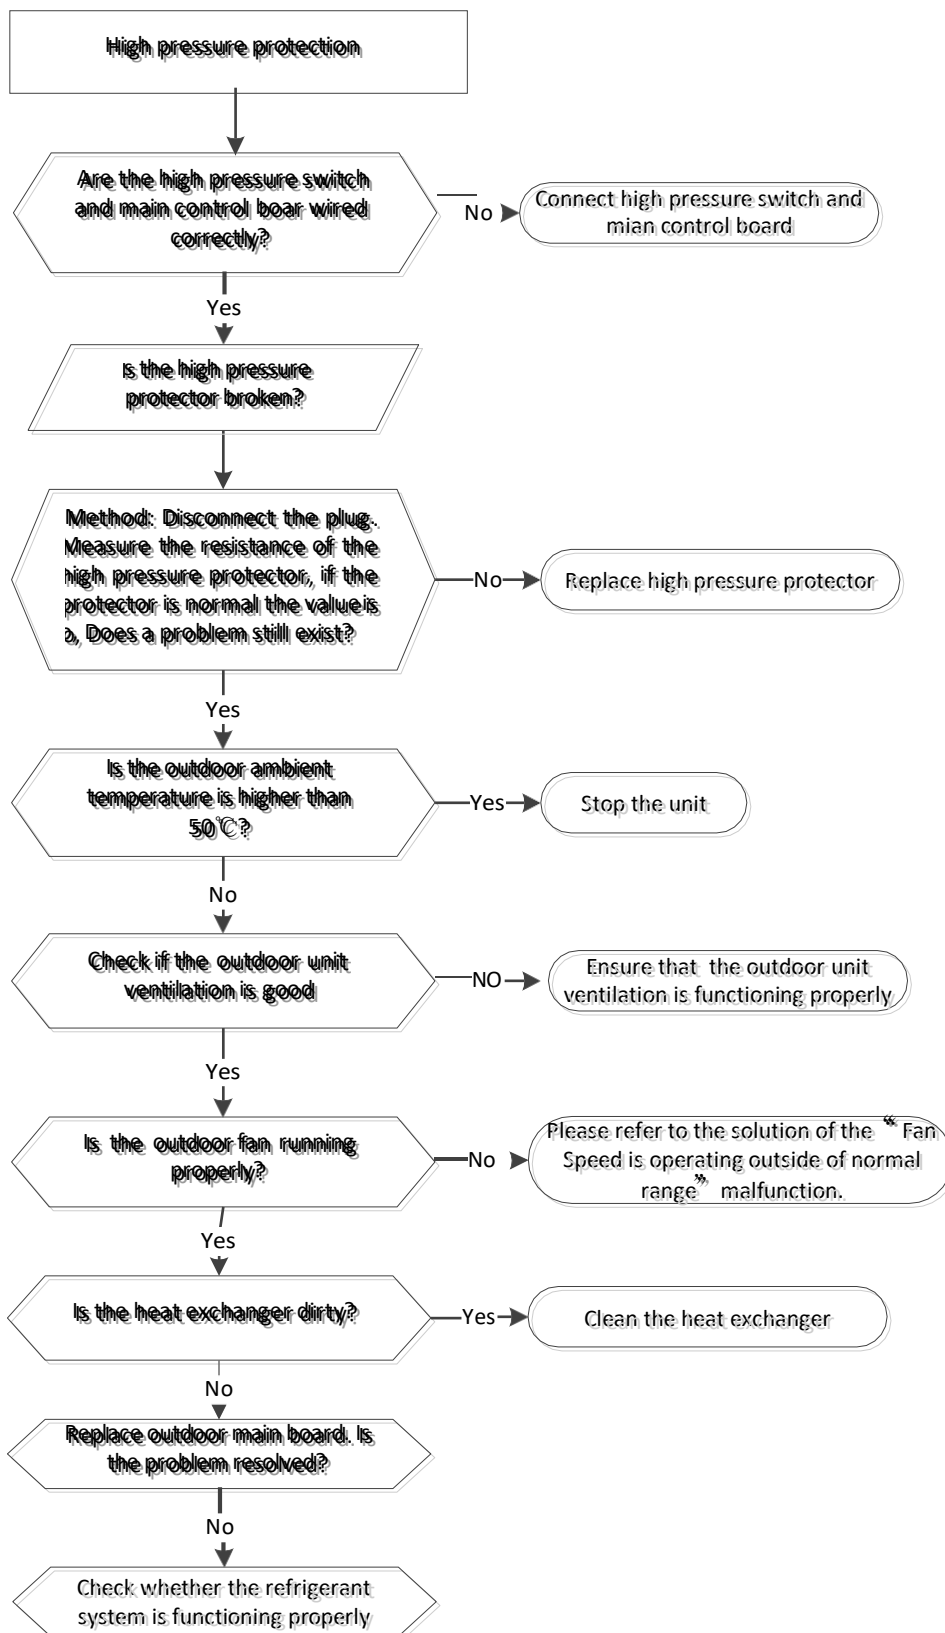 High pressure protection
Are the high pressure switch
and main control boar wired
correctly?
No
Connect high pressure switch and
mian control board
Yes
Is the high pressure
protector broken?
Method: Disconnect the plug.
Measure the resistance of the
high pressure protector, if the
protector is normal the value is
o, Does a problem still exist?
No
Replace high pressure protector
Yes
Is the outdoor ambient
temperature is higher than
50℃?
Yes
Stop the unit
No
Check if the outdoor unit
ventilation is good
NO
Ensure that the outdoor unit
ventilation is functioning properly
Yes
Is the outdoor fan running
properly?
No
Please refer to the solution of the “ Fan
Speed is operating outside of normal
range” malfunction.
Yes
Is the heat exchanger dirty?
Yes
Clean the heat exchanger
No
Replace outdoor main board. Is
the problem resolved?
No
Check whether the refrigerant
system is functioning properly